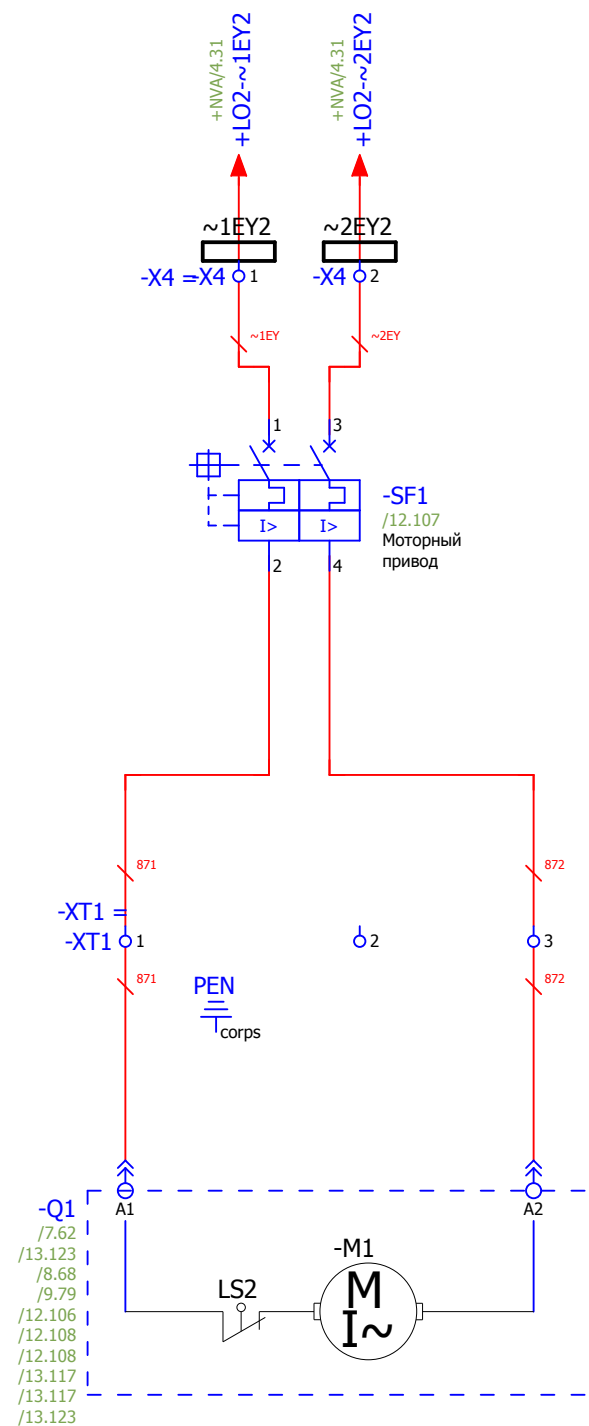 +NVA/4.31
+LO2-~1EY2
+NVA/4.31
+LO2-~2EY2
~1EY2
~2EY2
-X4 =-X4 1
-X4 2
~1EY
~2EY
1
3
-SF1
/12.107
Моторный
привод
I>
I>
2
4
871
872
-XT1 =
-XT1 1
2
3
871
872
PEN
corps
-Q1
A1
A2
/7.62
/13.123
/8.68
/9.79
/12.106
/12.108
/12.108
/13.117
/13.117
/13.123
LS2
-M1
M
I~